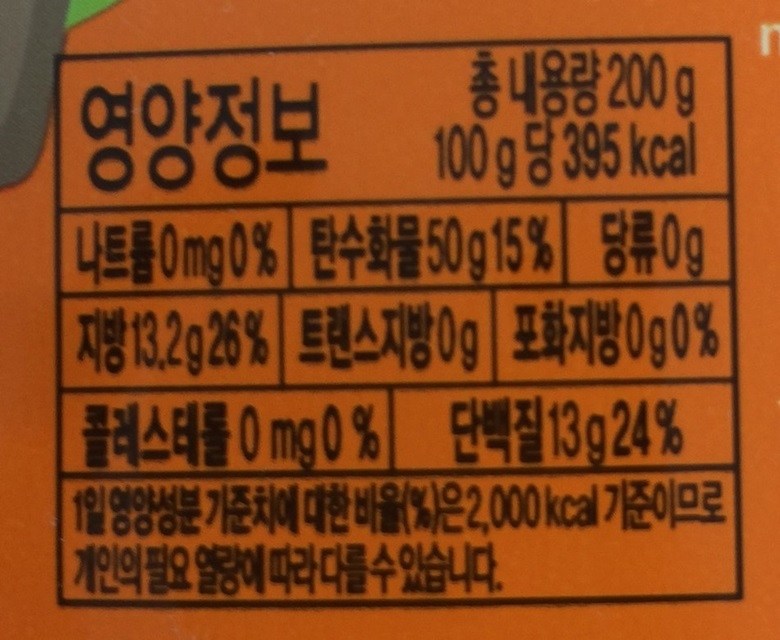 영양정보
총 내용량 200 g
100 g 당 395 kcal
나트륨 0 mg 0 % 탄수화물 50 g 15 % 당류 0 g
지방 13.2 g 26 % 트랜스지방 0 g 포화지방 0 g 0 %
콜레스테롤 0 mg 0 % 단백질 13 g 24 %
1일 영양성분 기준치에 대한 비율(%)은 2,000 kcal 기준이므로
개인의 필요 열량에 따라 다를 수 있습니다.